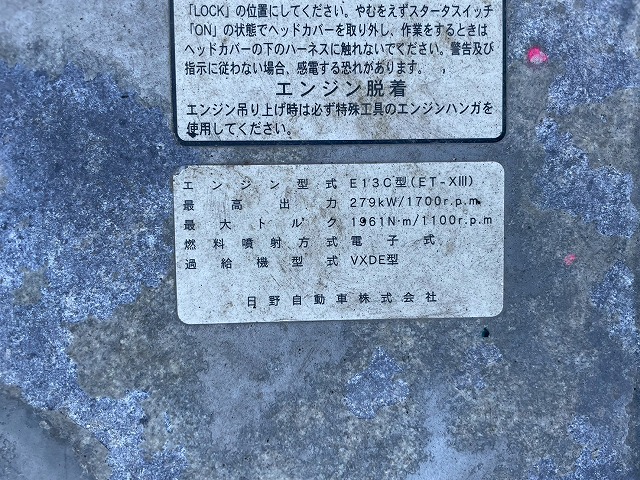 「LOCK」の位置にしてください。やむをえずスタータスイッチ
「ON」の状態でヘッドカバーを取り外し、作業をするときは
ヘッドカバーの下のハーネスに触れないでください。警告及び
指示に従わない場合、感電する恐れがあります。
エンジン脱着
エンジン吊り上げ時は必ず特殊工具のエンジンハンガを
使用してください。
エンジン型式 E13C型(ET-XIII)
最高出力 279kW/1700r.p.m
最大トルク 1961N·m/1100r.p.m
燃料噴射方式 電子式
過給機型式 VXDE型
日野自動車株式会社